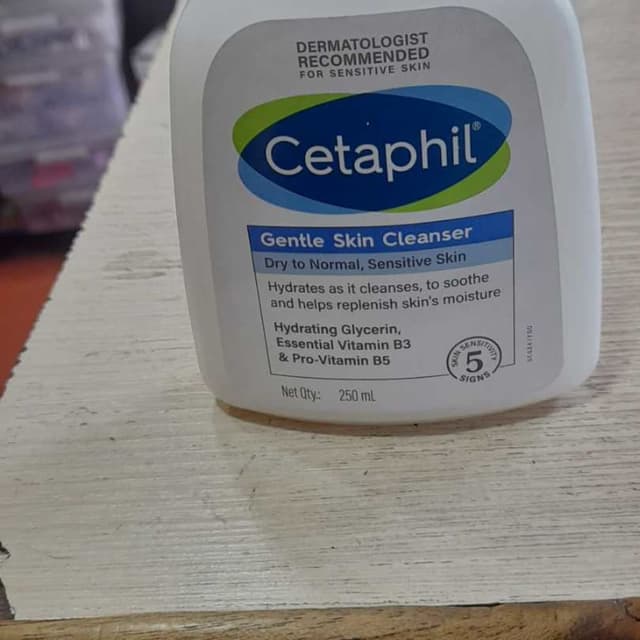 DERMATOLOGIST
RECOMMENDED
FOR SENSITIVE SKIN
Cetaphil®
Gentle Skin Cleanser
Dry to Normal, Sensitive Skin
Hydrates as it cleanses, to soothe
and helps replenish skin's moisture
Hydrating Glycerin,
Essential Vitamin B3
& Pro-Vitamin B5
SKIN SENSITIVITY
5
SIGNS
Net Qty.: 250 mL